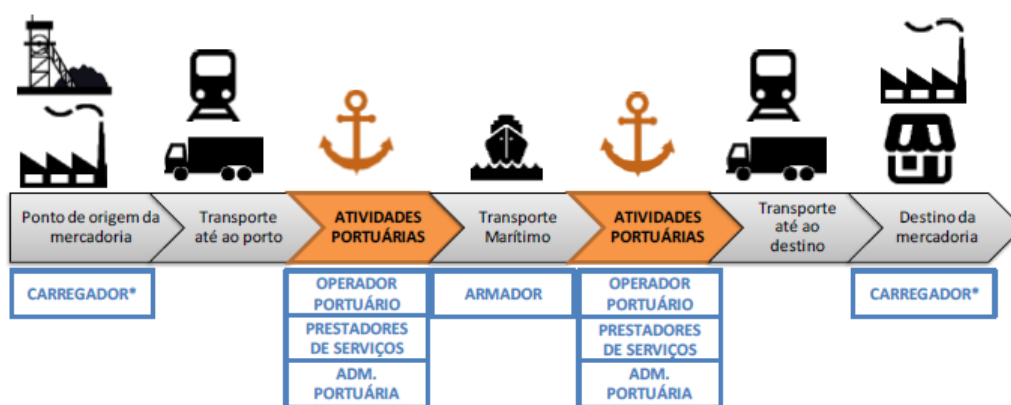 Ponto de origem da
mercadoria
Transporte
até ao porto
ATIVIDADES
PORTUÁRIAS
Transporte
Marítimo
ATIVIDADES
PORTUÁRIAS
Transporte
até ao
destino
Destino da
mercadoria
CARREGADOR*
OPERADOR
PORTUÁRIO
PRESTADORES
DE SERVIÇOS
ADM.
PORTUÁRIA
ARMADOR
OPERADOR
PORTUÁRIO
PRESTADORES
DE SERVIÇOS
ADM.
PORTUÁRIA
CARREGADOR*